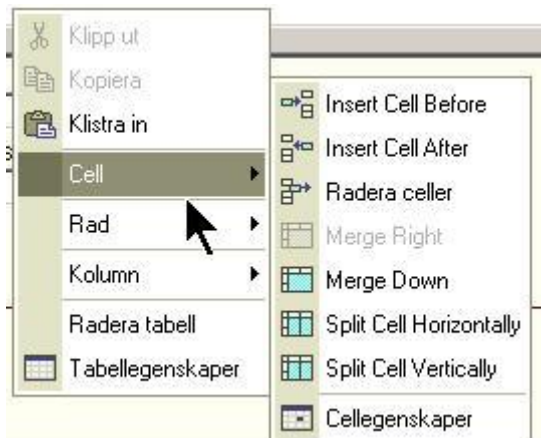 Klipp ut
Kopiera
Klistra in
Cell
Rad
Kolumn
Radera tabell
Tabellegenskaper
Insert Cell Before
Insert Cell After
Radera celler
Merge Right
Merge Down
Split Cell Horizontally
Split Cell Vertically
Cellegenskaper